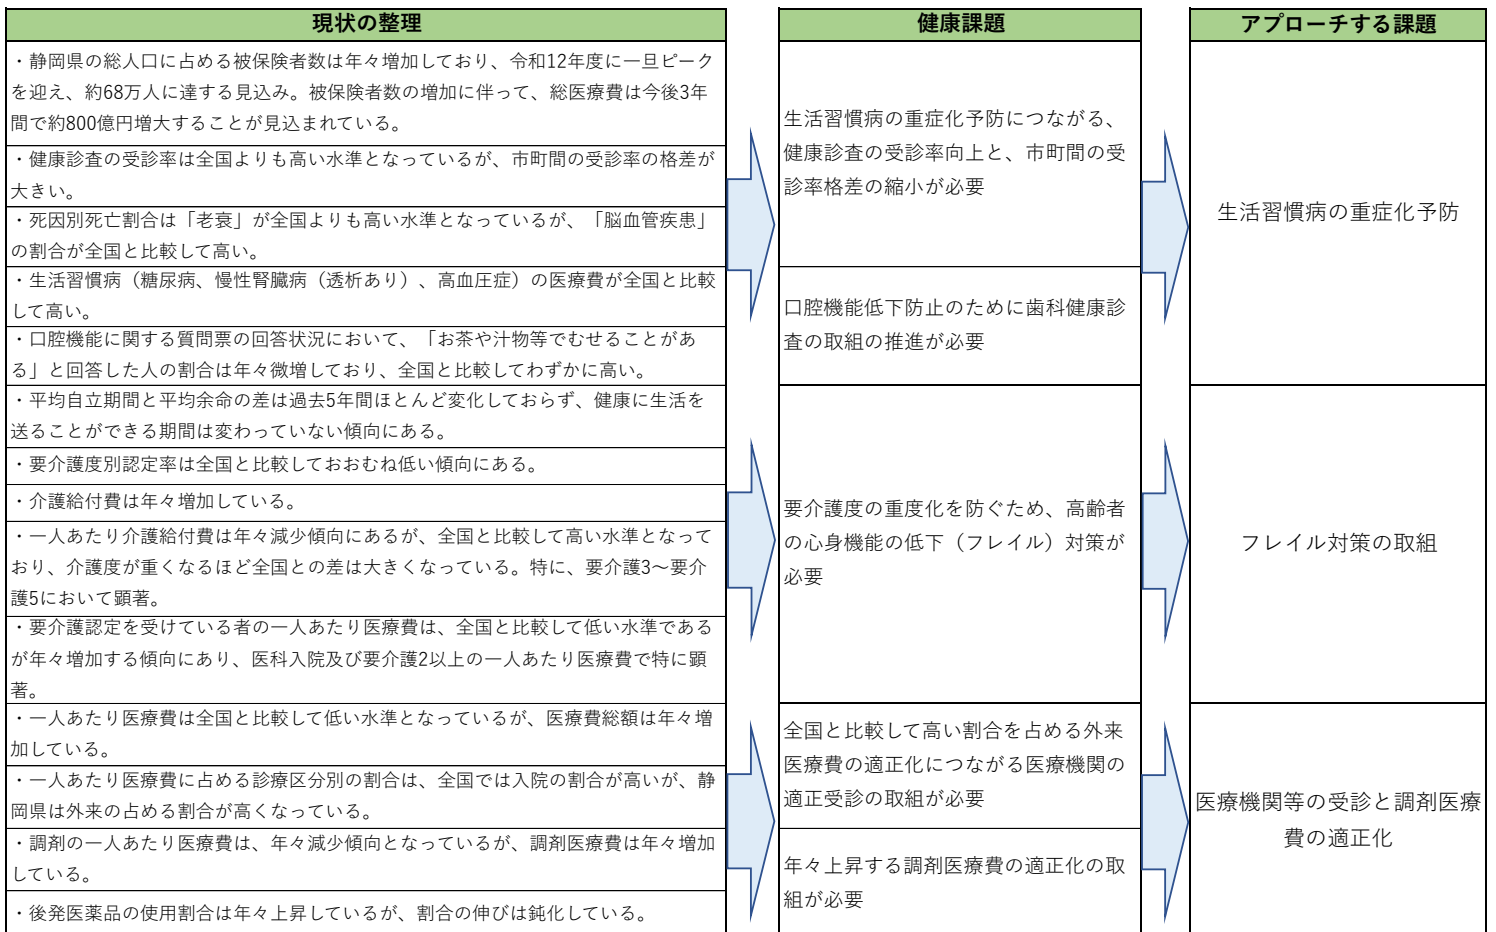 現状の整理
・静岡県の総人口に占める被保険者数は年々増加しており、令和12年度に一旦ピーク
を迎え、約68万人に達する見込み。被保険者数の増加に伴って、総医療費は今後3年
間で約800億円増大することが見込まれている。
・健康診査の受診率は全国よりも高い水準となっているが、市町間の受診率の格差が
大きい。
・死因別死亡割合は「老衰」が全国よりも高い水準となっているが、「脳血管疾患」
の割合が全国と比較して高い。
・生活習慣病（糖尿病、慢性腎臓病（透析あり）、高血圧症）の医療費が全国と比較
して高い。
・口腔機能に関する質問票の回答状況において、「お茶や汁物等でむせることがあ
る」と回答した人の割合は年々微増しており、全国と比較してわずかに高い。
・平均自立期間と平均余命の差は過去5年間ほとんど変化しておらず、健康に生活を
送ることができる期間は変わっていない傾向にある。
・要介護度別認定率は全国と比較しておおむね低い傾向にある。
・介護給付費は年々増加している。
・一人あたり介護給付費は年々減少傾向にあるが、全国と比較して高い水準となって
おり、介護度が重くなるほど全国との差は大きくなっている。特に、要介護3～要介
護5において顕著。
・要介護認定を受けている者の一人あたり医療費は、全国と比較して低い水準である
が年々増加する傾向にあり、医科入院及び要介護2以上の一人あたり医療費で特に顕
著。
・一人あたり医療費は全国と比較して低い水準となっているが、医療費総額は年々増
加している。
・一人あたり医療費に占める診療区分別の割合は、全国では入院の割合が高いが、静
岡県は外来の占める割合が高くなっている。
・調剤の一人あたり医療費は、年々減少傾向となっているが、調剤医療費は年々増加
している。
・後発医薬品の使用割合は年々上昇しているが、割合の伸びは鈍化している。
健康課題
生活習慣病の重症化予防につながる、
健康診査の受診率向上と、市町間の受
診率格差の縮小が必要
口腔機能低下防止のために歯科健康診
査の取組の推進が必要
要介護度の重度化を防ぐため、高齢者
の心身機能の低下（フレイル）対策が
必要
全国と比較して高い割合を占める外来
医療費の適正化につながる医療機関の
適正受診の取組が必要
年々上昇する調剤医療費の適正化の取
組が必要
アプローチする課題
生活習慣病の重症化予防
フレイル対策の取組
医療機関等の受診と調剤医療
費の適正化